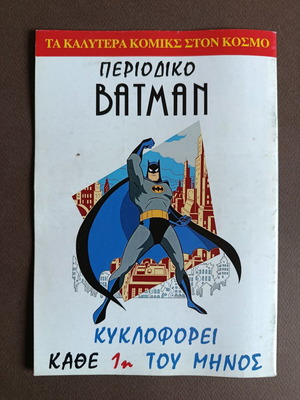 ΤΑ ΚΑΛΥΤΕΡΑ ΚΟΜΙΚΣ ΣΤΟΝ ΚΟΣΜΟ
ΠΕΡΙΟΔΙΚΟ
BATMAN
ΚΥΚΛΟΦΟΡΕΙ
ΚΑΘΕ 1η ΤΟΥ ΜΗΝΟΣ